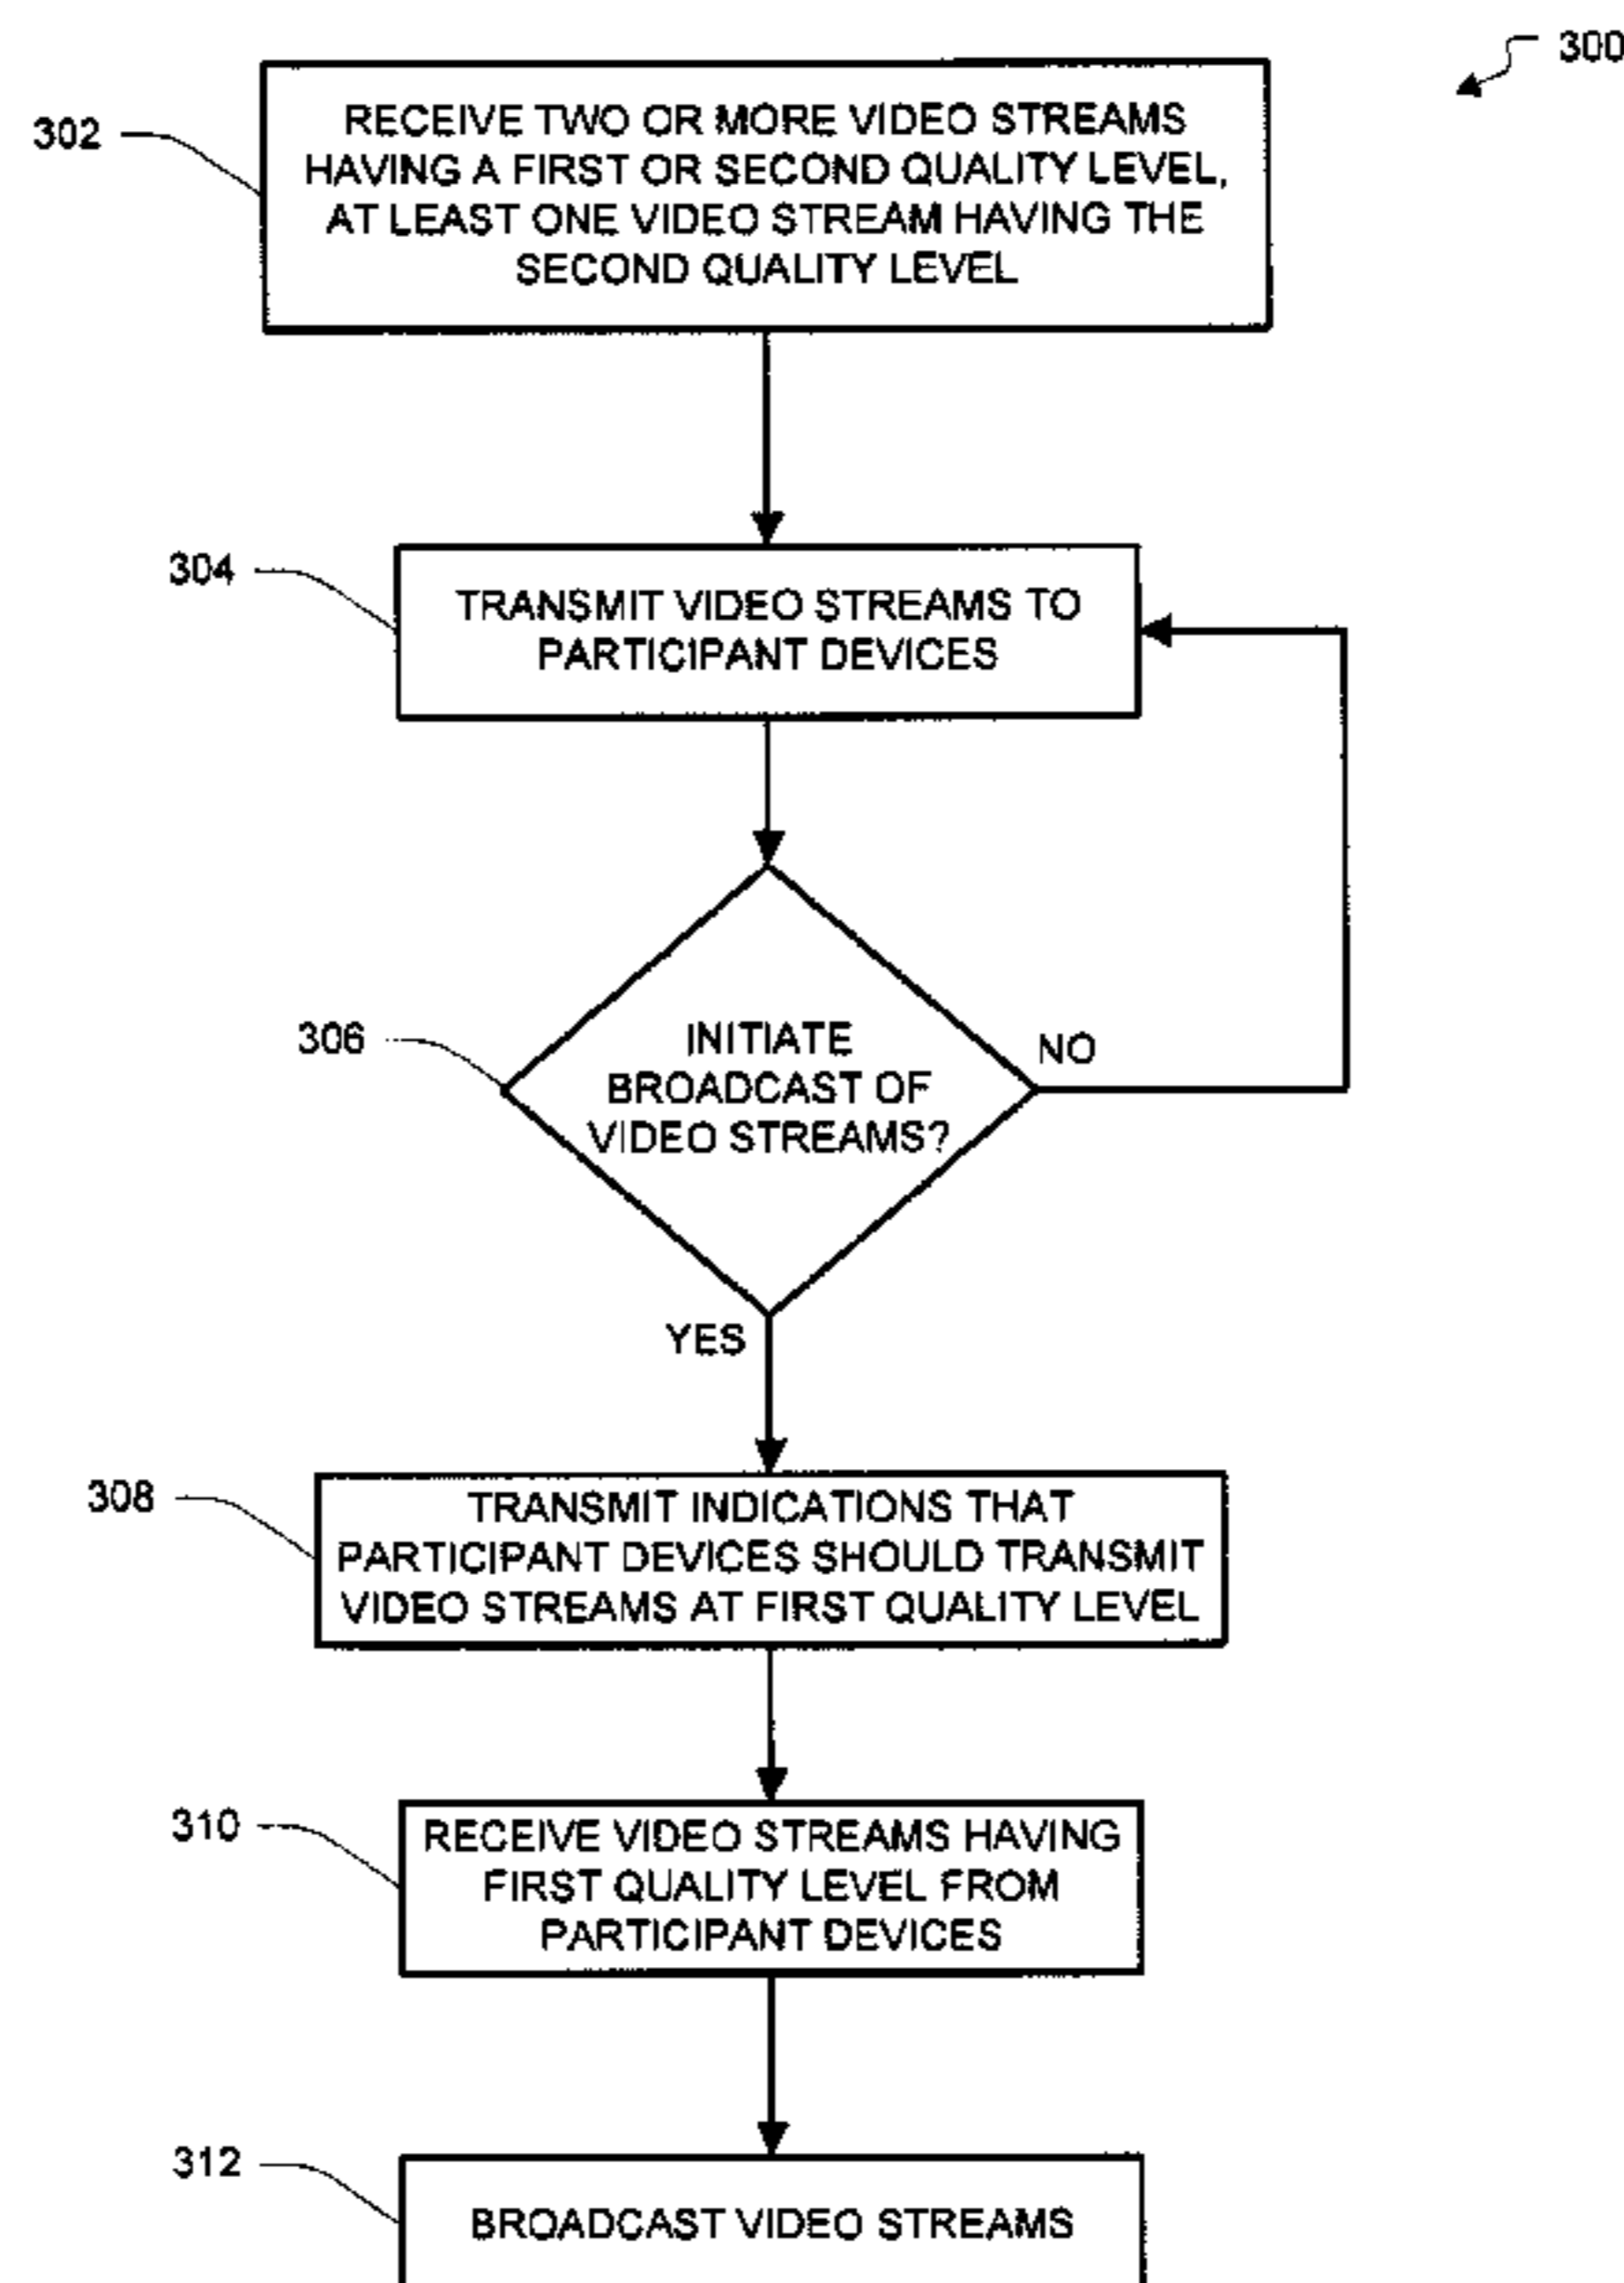 300
302
RECEIVE TWO OR MORE VIDEO STREAMS
HAVING A FIRST OR SECOND QUALITY LEVEL,
AT LEAST ONE VIDEO STREAM HAVING THE
SECOND QUALITY LEVEL
304
TRANSMIT VIDEO STREAMS TO
PARTICIPANT DEVICES
306
INITIATE
BROADCAST OF
VIDEO STREAMS?
NO
YES
308
TRANSMIT INDICATIONS THAT
PARTICIPANT DEVICES SHOULD TRANSMIT
VIDEO STREAMS AT FIRST QUALITY LEVEL
310
RECEIVE VIDEO STREAMS HAVING
FIRST QUALITY LEVEL FROM
PARTICIPANT DEVICES
312
BROADCAST VIDEO STREAMS